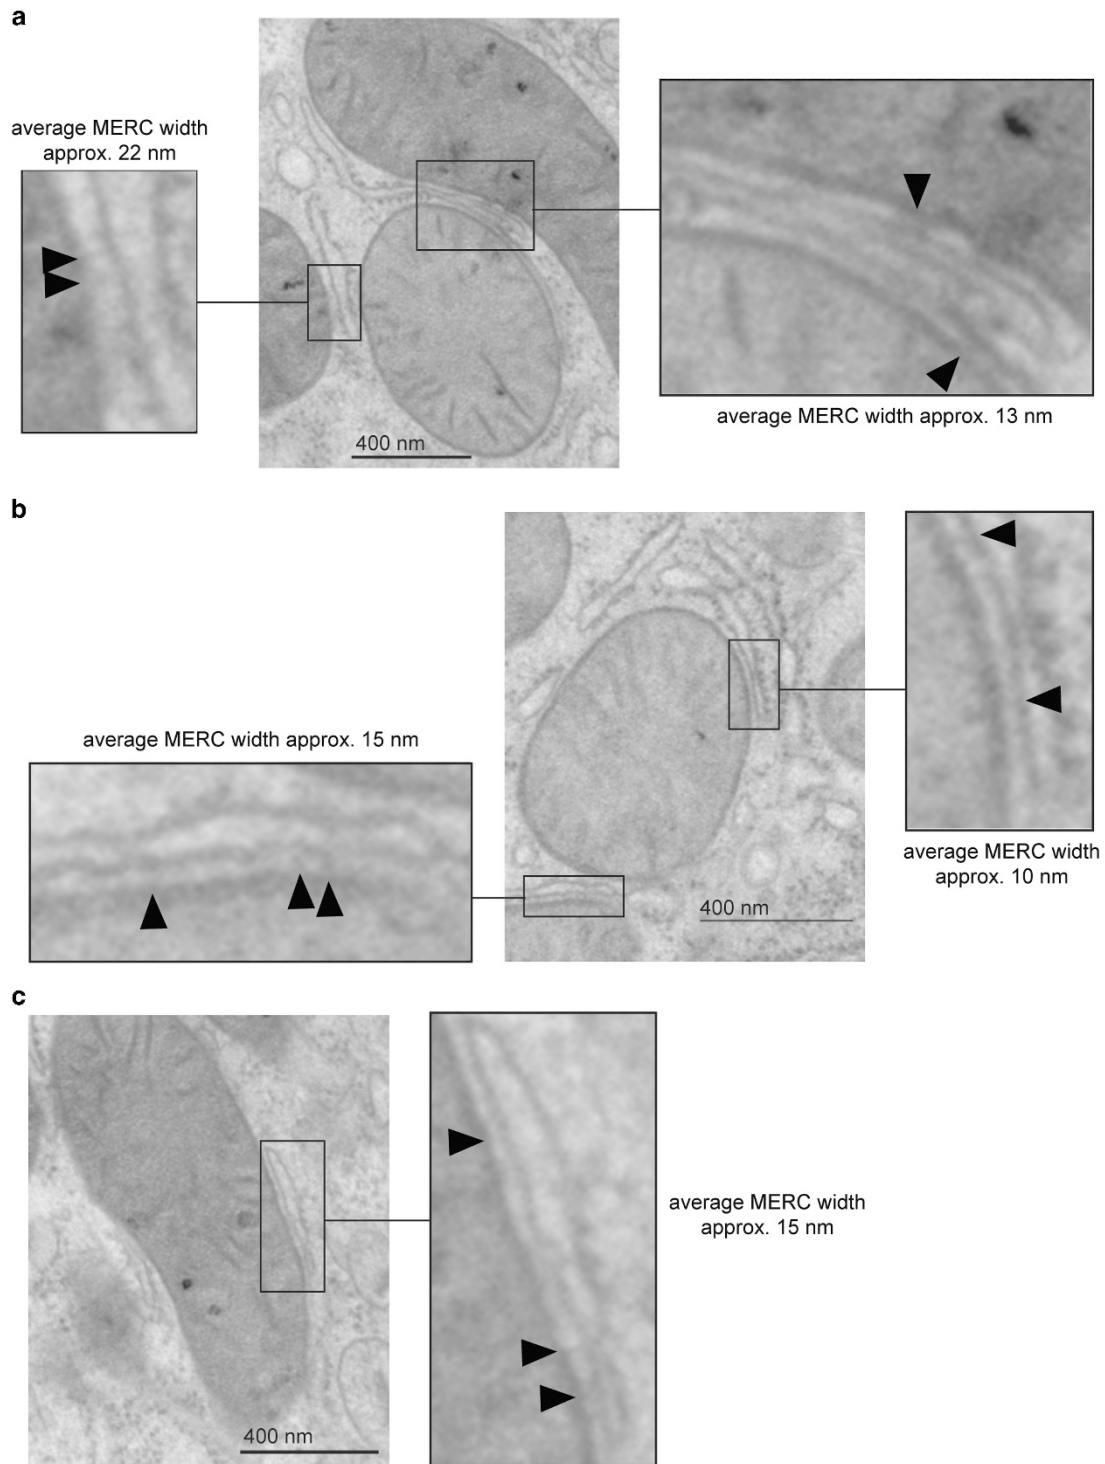 a
average MERC width
approx. 22 nm
400 nm
average MERC width approx. 13 nm
b
average MERC width approx. 15 nm
400 nm
average MERC width
approx. 10 nm
c
400 nm
average MERC width
approx. 15 nm